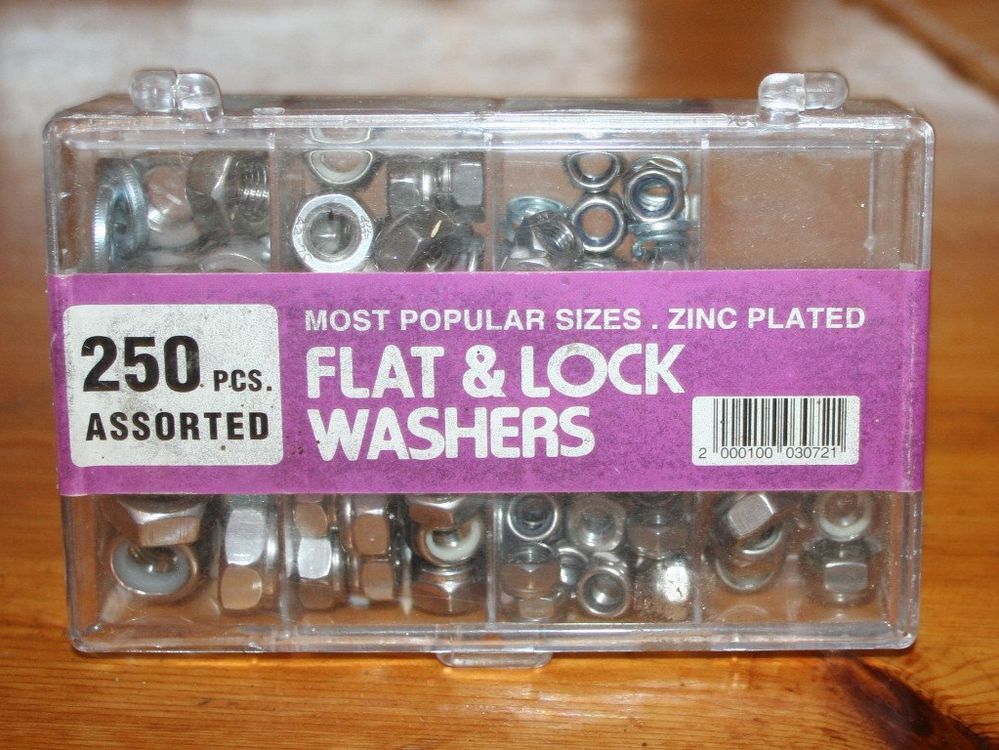 250 PCS.
ASSORTED
MOST POPULAR SIZES . ZINC PLATED
FLAT & LOCK
WASHERS
2 000100 030721